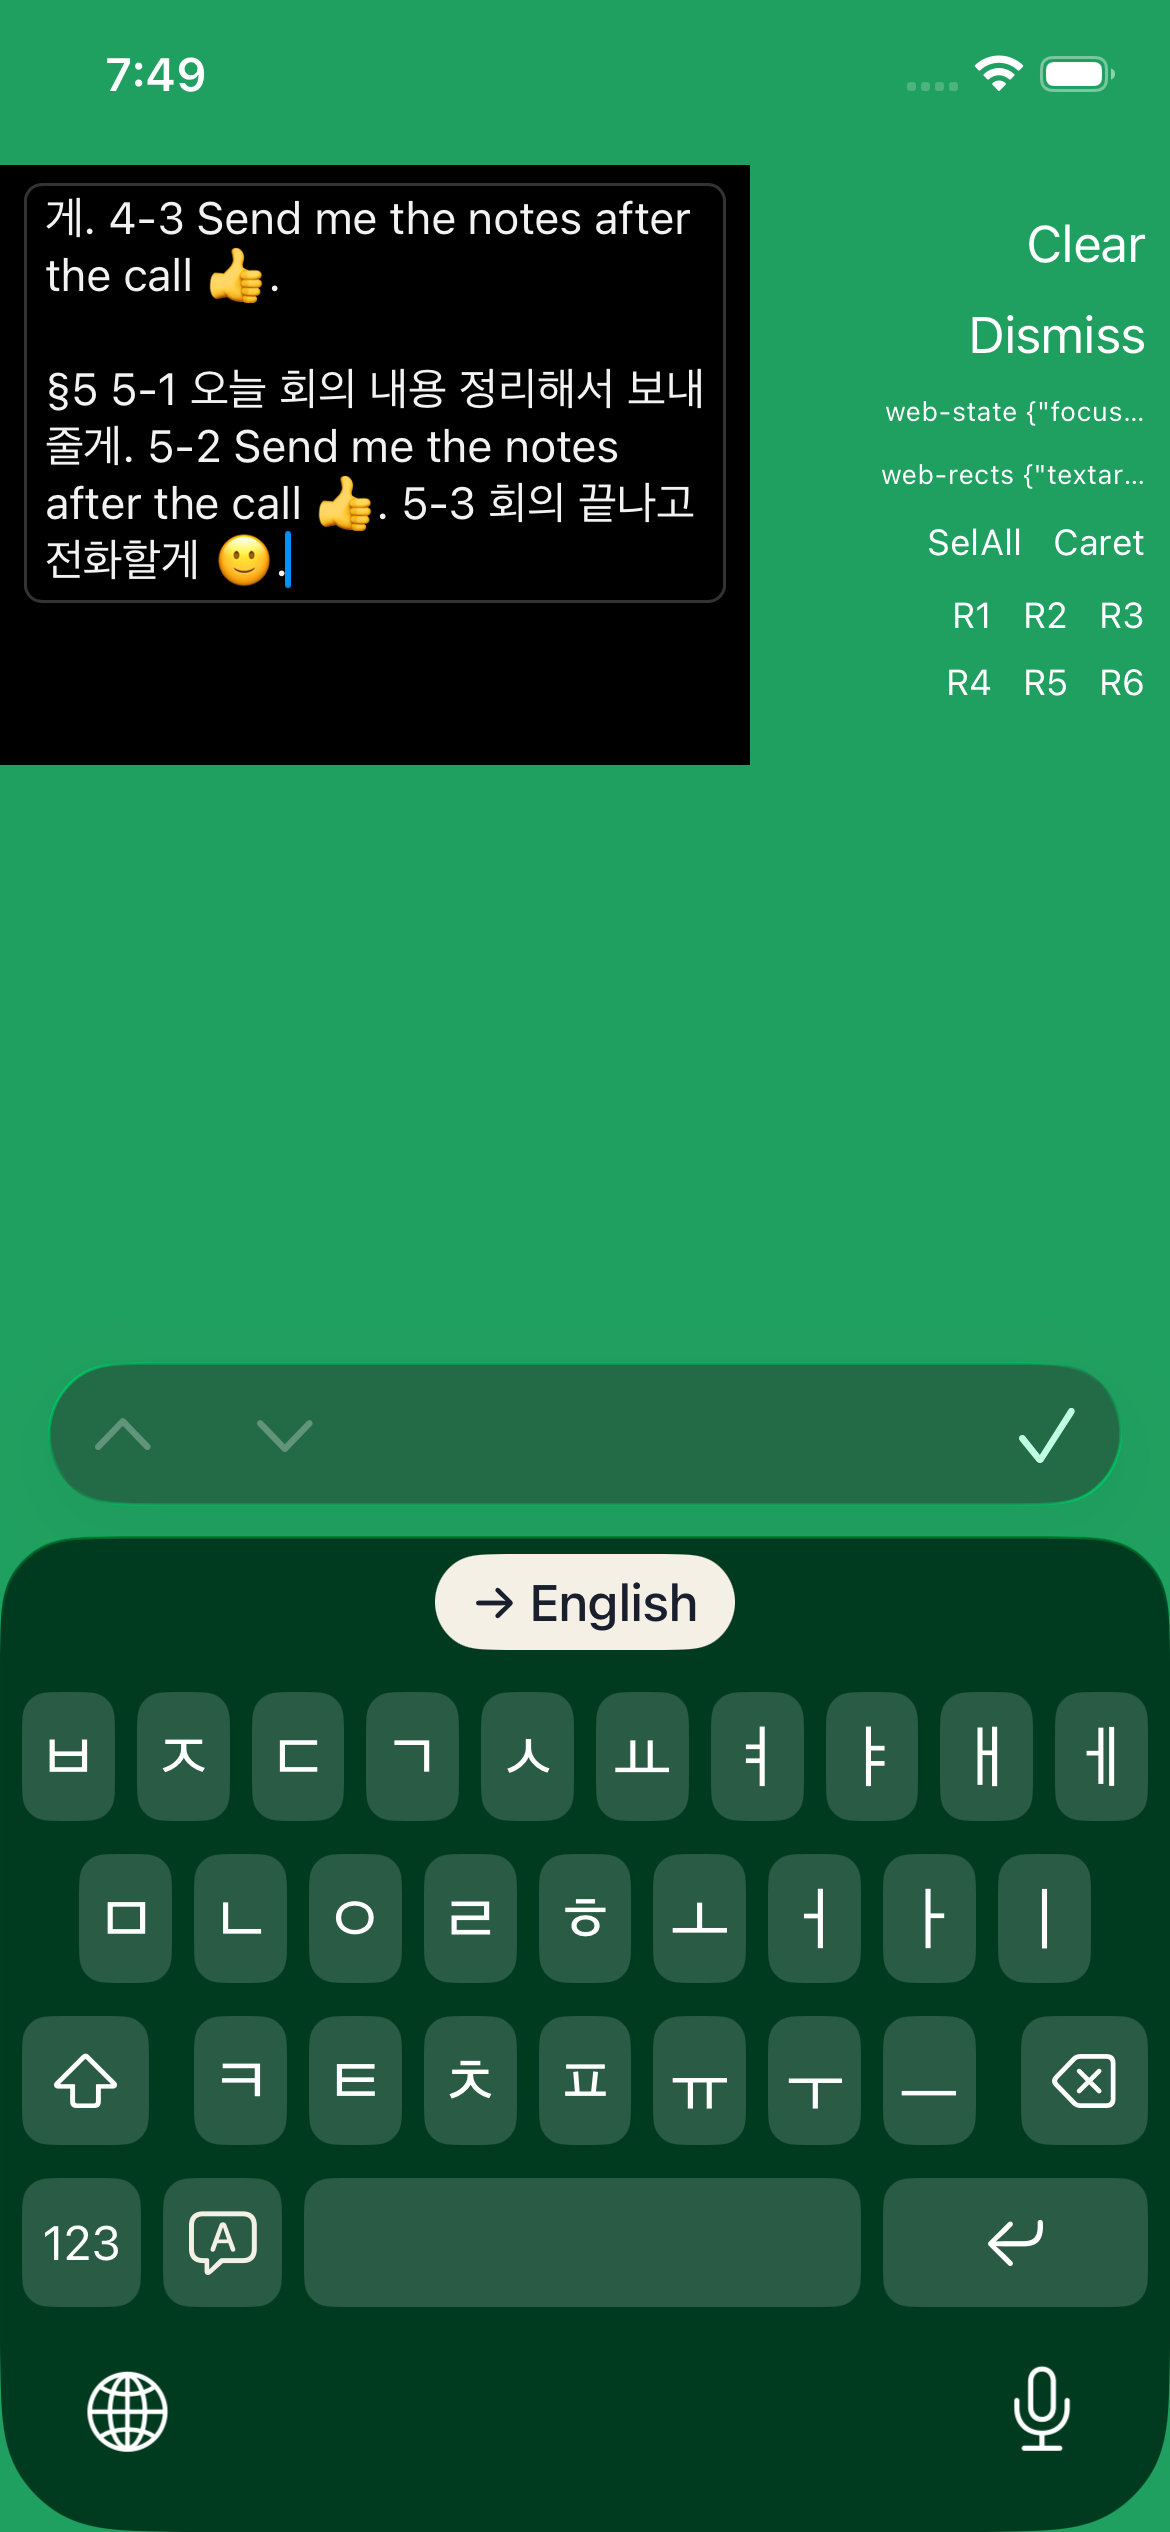 7:49
게. 4-3 Send me the notes after
the call 👍.
§5 5-1 오늘 회의 내용 정리해서 보내
줄게. 5-2 Send me the notes
after the call 👍. 5-3 회의 끝나고
전화할게 🙂.
Clear
Dismiss
web-state {"focus...
web-rects {"textar...
SelAll Caret
R1 R2 R3
R4 R5 R6
→ English
ㅂ ㅈ ㄷ ㄱ ㅅ ㅛ ㅕ ㅑ ㅐ ㅔ
ㅁ ㄴ ㅇ ㄹ ㅎ ㅗ ㅓ ㅏ ㅣ
ㅋ ㅌ ㅊ ㅍ ㅠ ㅜ ㅡ
123 A